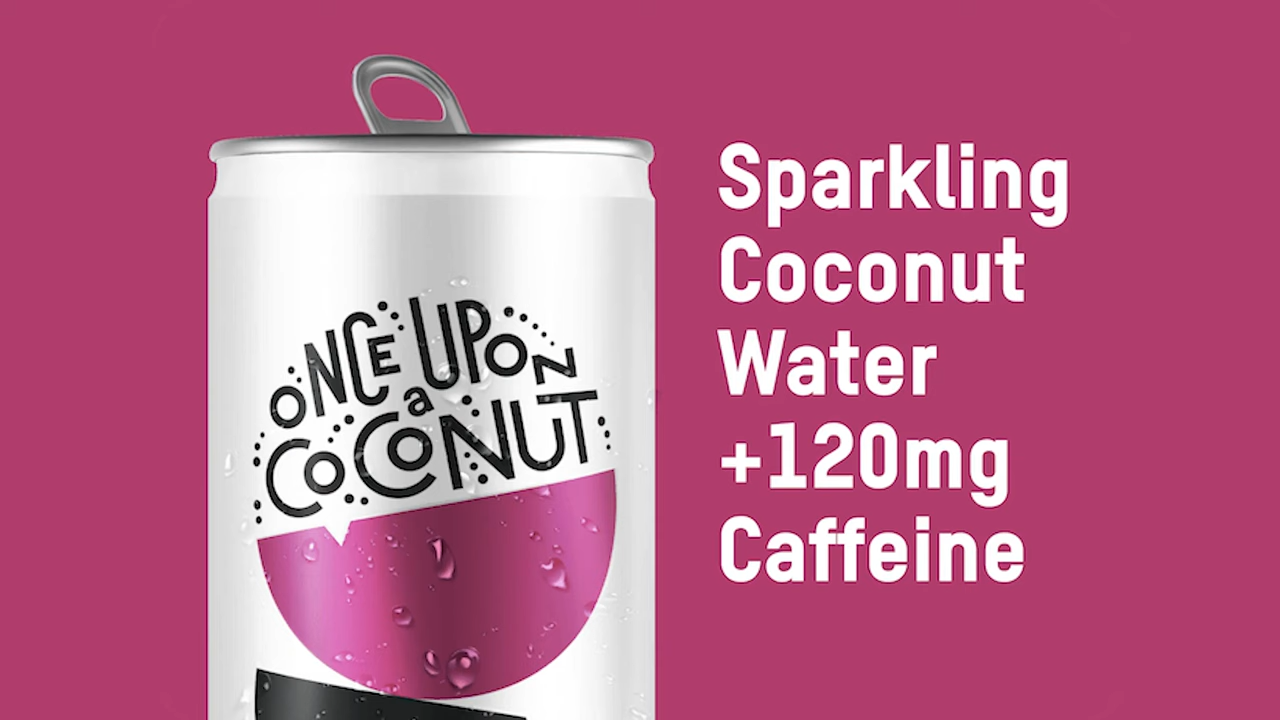 ONCE UPON
a
COCONUT
Sparkling
Coconut
Water
+120mg
Caffeine